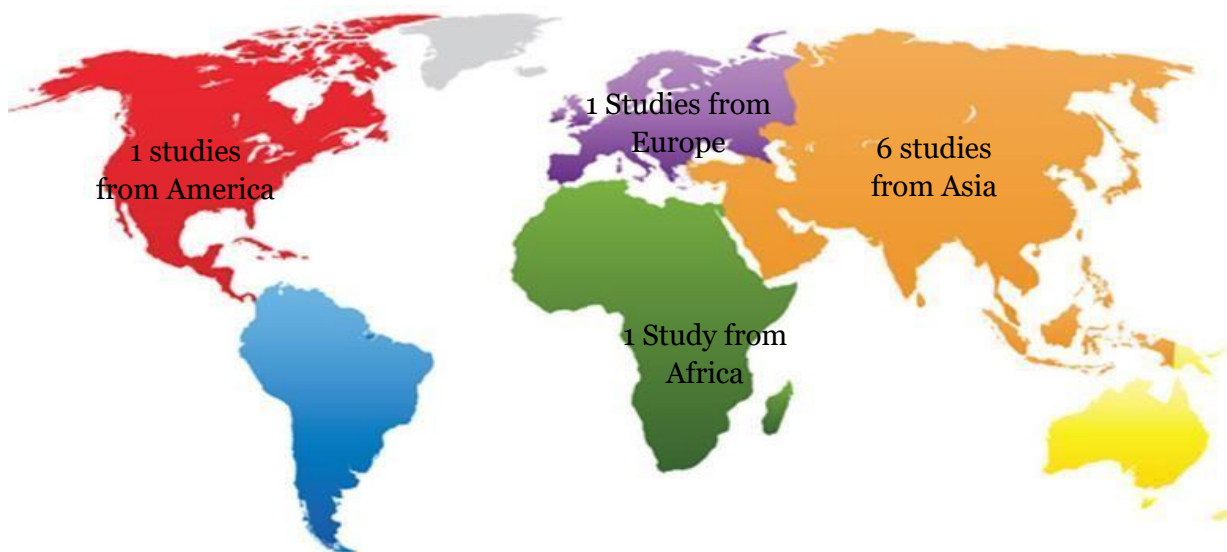 1 studies
from America
1 Studies from
Europe
6 studies
from Asia
1 Study from
Africa